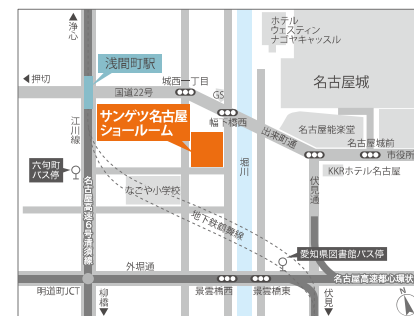 ▲浄心
ホテル
ウェスティン
ナゴヤキャッスル
浅間町駅
◀押切
城西一丁目
名古屋城
国道22号
GS
サンゲツ名古屋
ショールーム
幅下橋西
出来町通
江川線
名古屋能楽堂
名古屋城前
市役所
六句町
バス停
堀川
伏見通
KKRホテル名古屋
なごや小学校
名古屋高速6号清須線
地下鉄鶴舞線
愛知県図書館バス停
外堀通
名古屋高速都心環状
明道町JCT
柳橋▼
景雲橋西
景雲橋東
伏見▼
N